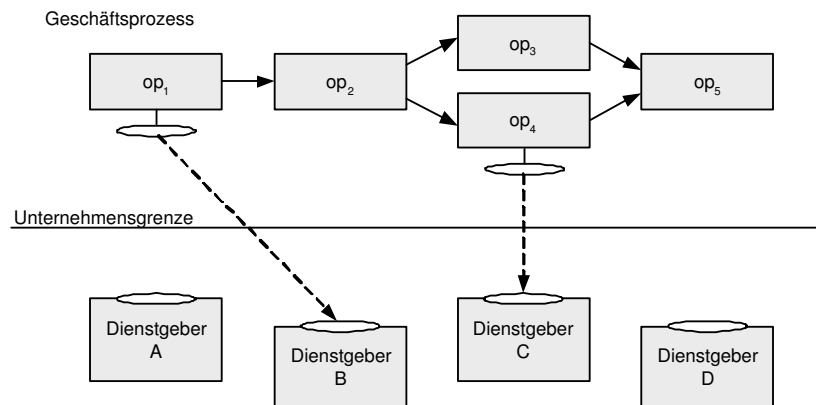 Geschäftsprozess
op₁
op₂
op₃
op₄
op₅
Unternehmensgrenze
Dienstgeber
A
Dienstgeber
B
Dienstgeber
C
Dienstgeber
D